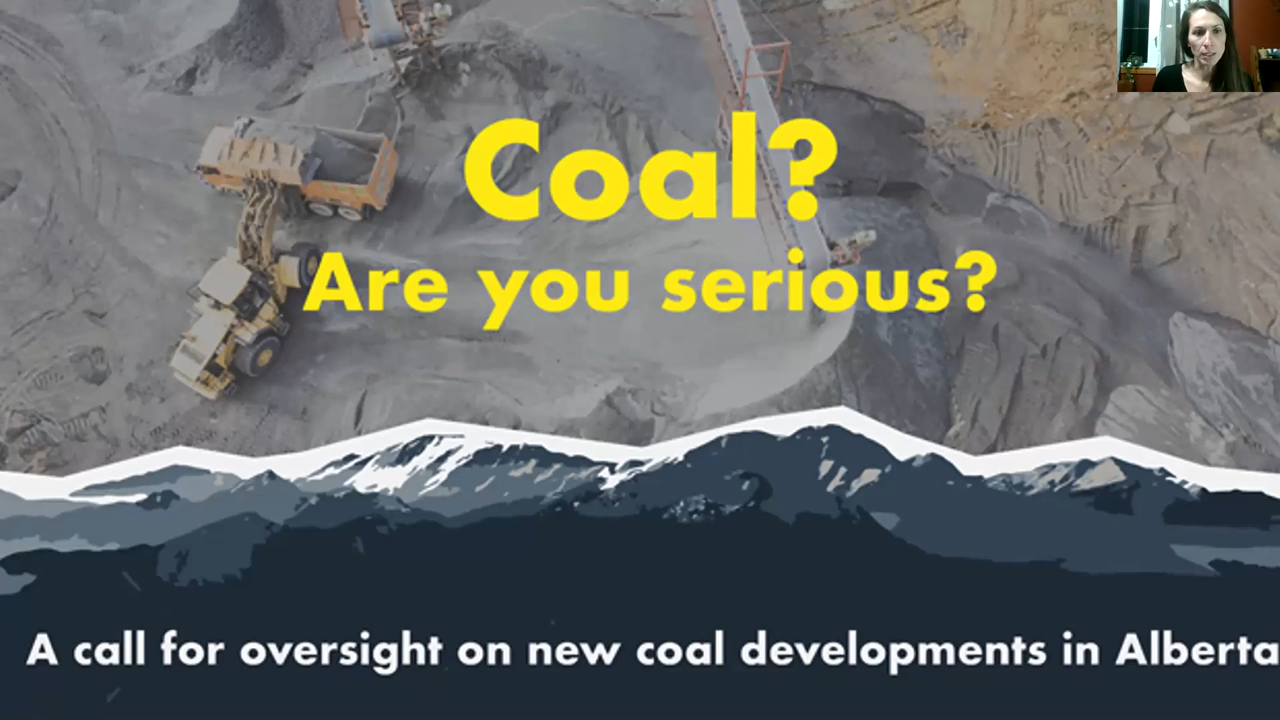 Coal?
Are you serious?
A call for oversight on new coal developments in Alberta